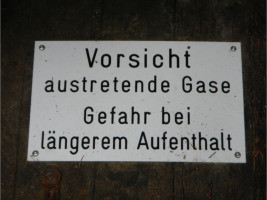 Vorsicht
austretende Gase
Gefahr bei
längerem Aufenthalt